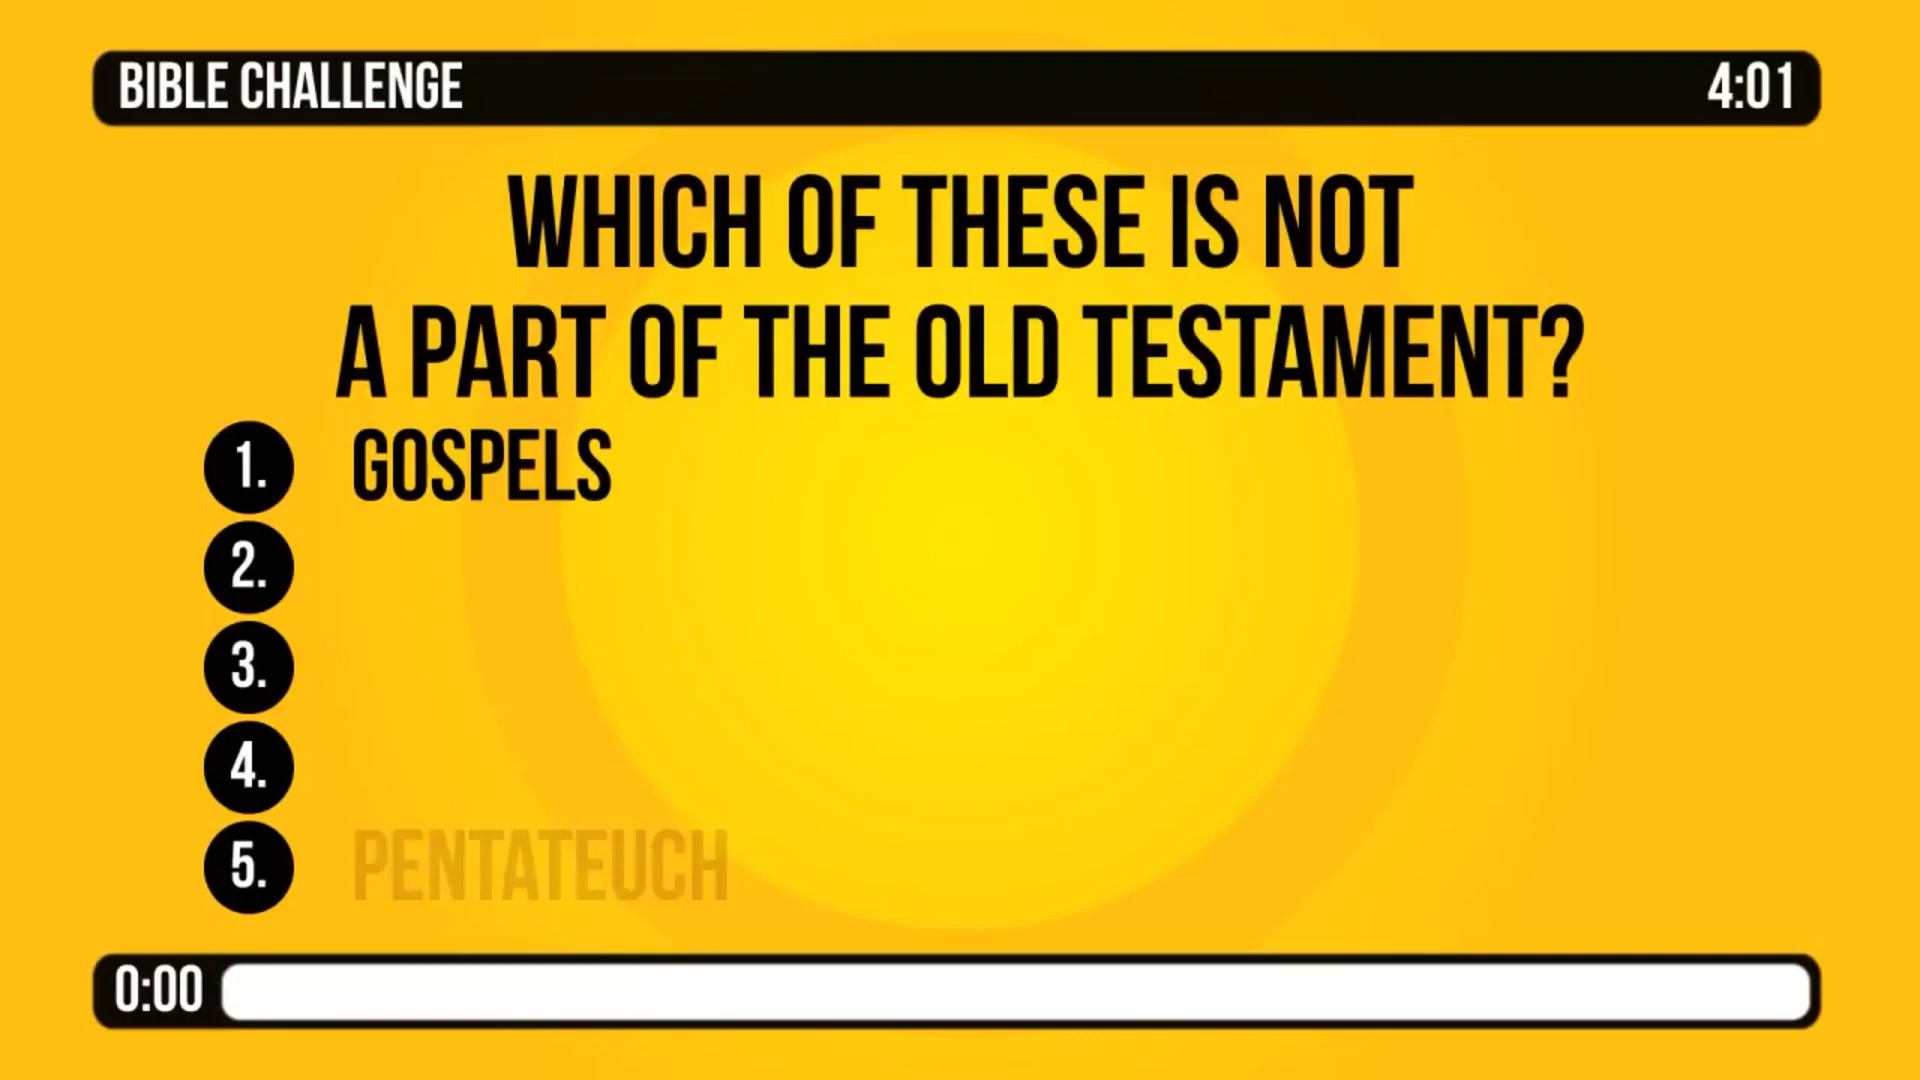 BIBLE CHALLENGE 4:01
WHICH OF THESE IS NOT
A PART OF THE OLD TESTAMENT?
1. GOSPELS
2.
3.
4.
5. PENTATEUCH
0:00